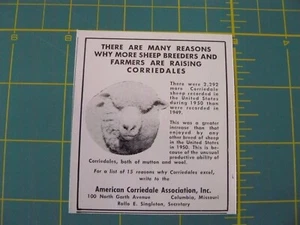 THERE ARE MANY REASONS
WHY MORE SHEEP BREEDERS AND
FARMERS ARE RAISING
CORRIEDALES
There were 2,392
more Corriedale
sheep recorded in
the United States
during 1950 than
were recorded in
1949.
This was a greater
increase than that
enjoyed by any
other breed of sheep
in the United States
in 1950. This is be-
cause of the unusual
productive ability of
Corriedales, both of mutton and wool.
For a list of 15 reasons why Corriedales excel,
write to the
American Corriedale Association, Inc.
100 North Garth Avenue Columbia, Missouri
Rollo E. Singleton, Secretary